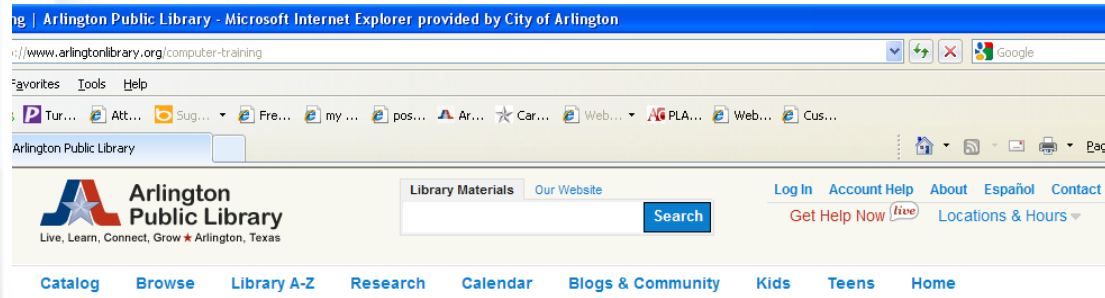 ng | Arlington Public Library - Microsoft Internet Explorer provided by City of Arlington
://www.arlingtonlibrary.org/computer-training Google
Favorites Tools Help
Tur... Att... Sug... Fre... my ... pos... Ar... Car... Web... PLA... Web... Cus...
Arlington Public Library Pag
Library Materials Our Website Log In Account Help About Español Contact
Arlington
Public Library
Search Get Help Now live Locations & Hours
Live, Learn, Connect, Grow ★ Arlington, Texas
Catalog Browse Library A-Z Research Calendar Blogs & Community Kids Teens Home